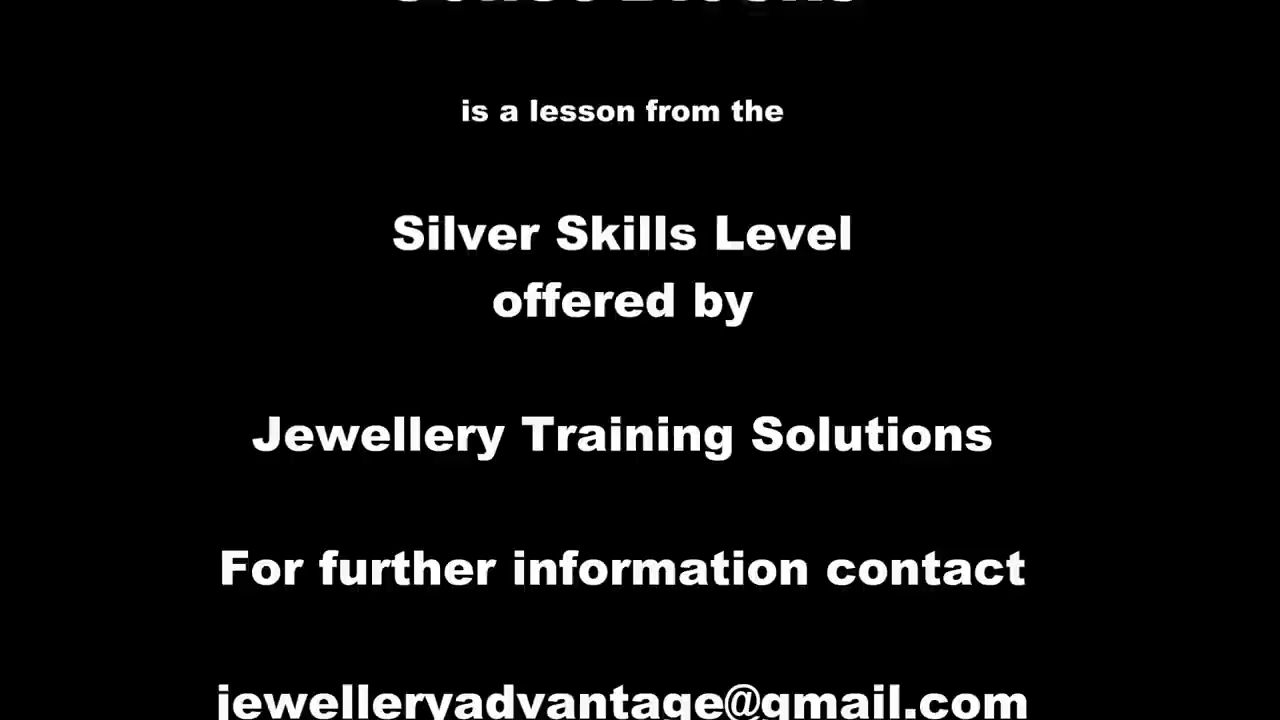 is a lesson from the
Silver Skills Level
offered by
Jewellery Training Solutions
For further information contact
jewelleryadvantage@gmail.com